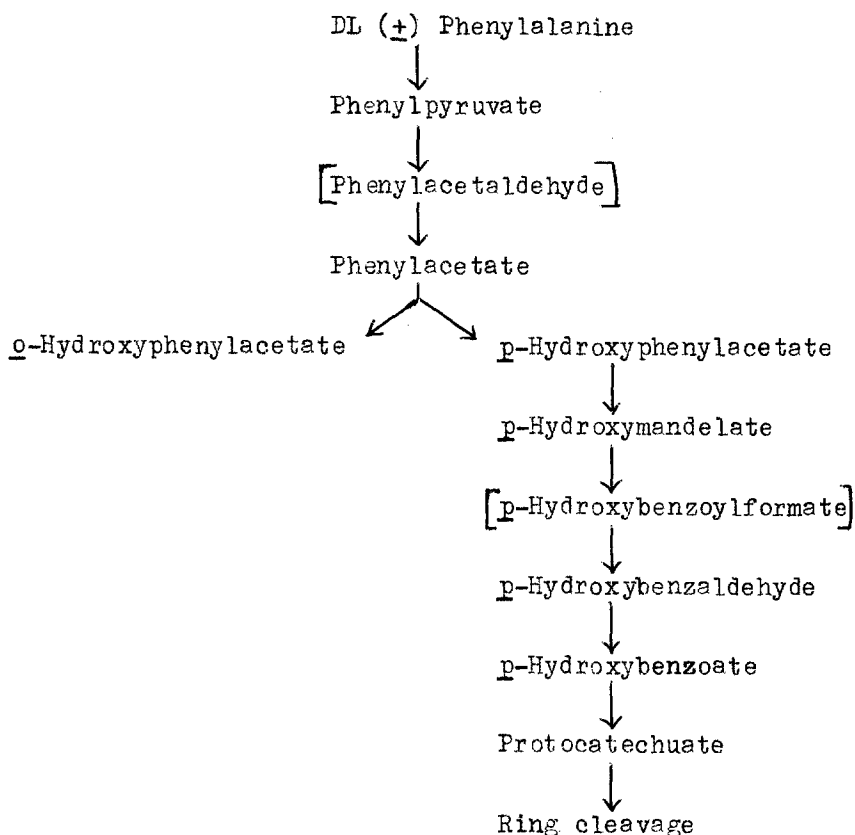 DL (±) Phenylalanine
Phenylpyruvate
[Phenylacetaldehyde]
Phenylacetate
o-Hydroxyphenylacetate
p-Hydroxyphenylacetate
p-Hydroxymandelate
[p-Hydroxybenzoylformate]
p-Hydroxybenzaldehyde
p-Hydroxybenzoate
Protocatechuate
Ring cleavage